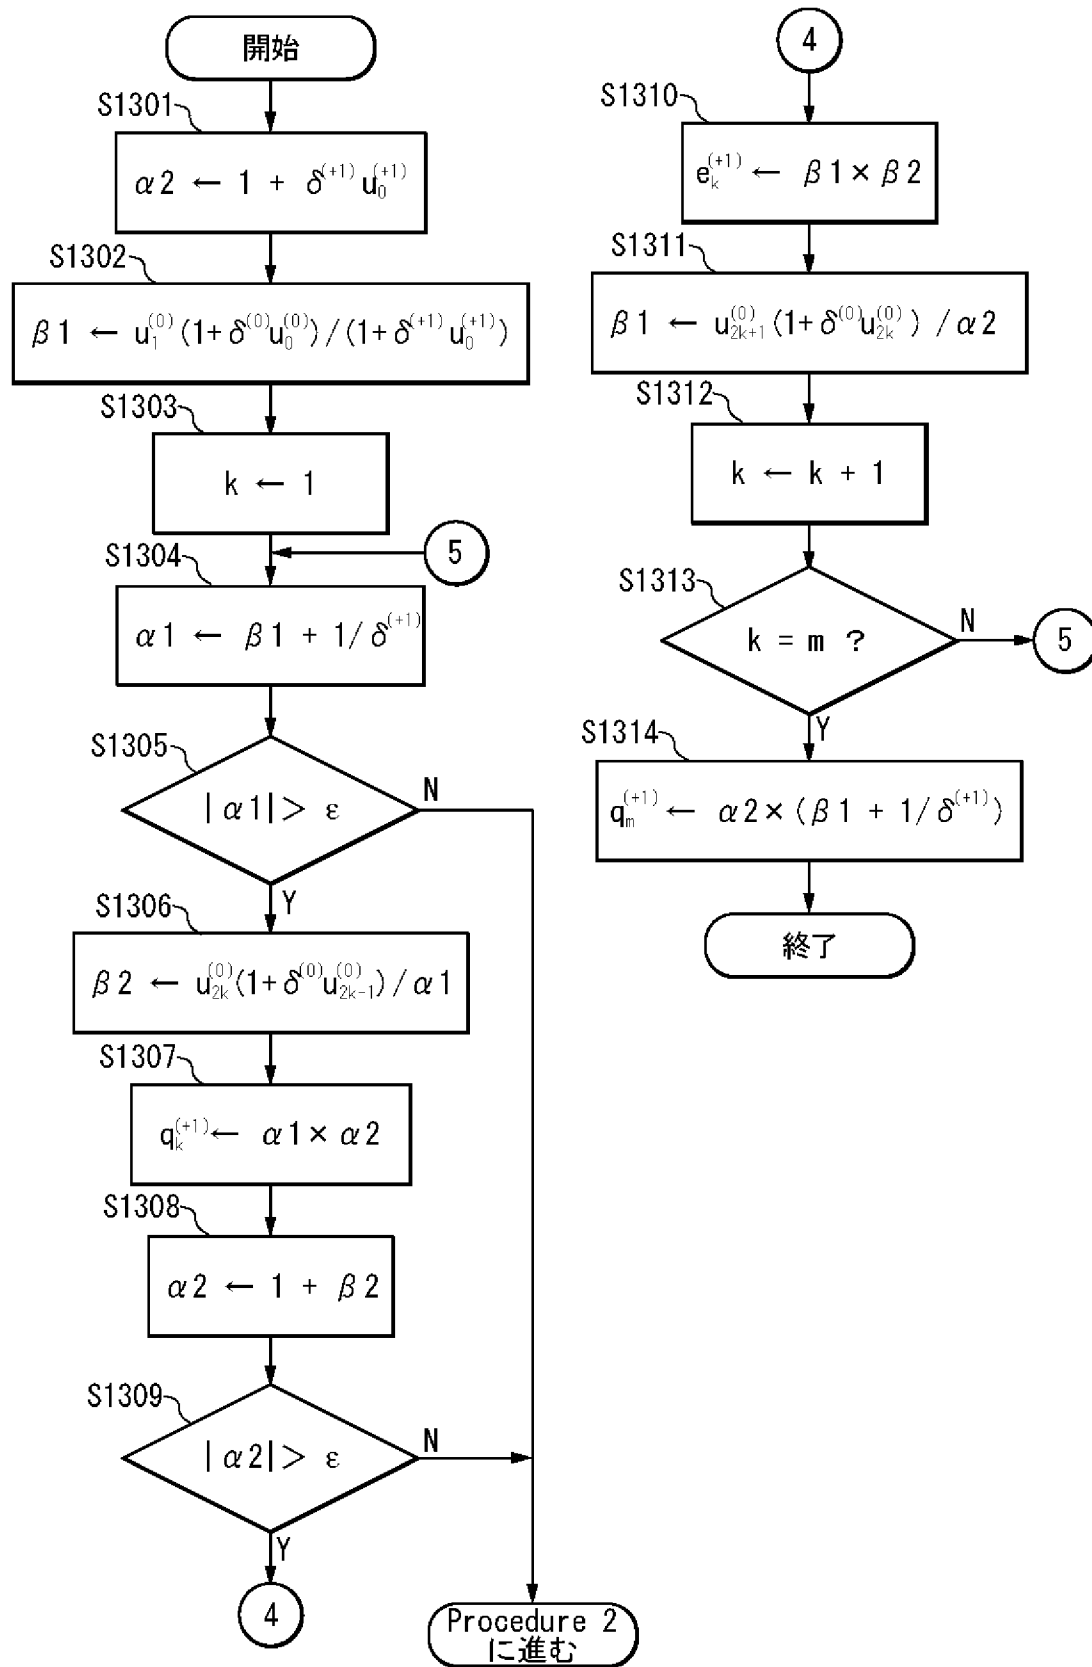 開始
S1301
α2 ← 1 + δ^(+1) u_0^(+1)
S1302
β1 ← u_1^(0) (1+δ^(0)u_0^(0))/(1+δ^(+1) u_0^(+1))
S1303
k ← 1
5
S1304
α1 ← β1 + 1/δ^(+1)
S1305
|α1|> ε
N
Y
S1306
β2 ← u_2k^(0)(1+δ^(0)u_2k-1^(0))/α1
S1307
q_k^(+1)← α1×α2
S1308
α2 ← 1 + β2
S1309
|α2|> ε
N
Y
4
Procedure 2
に進む
4
S1310
e_k^(+1)← β1×β2
S1311
β1 ← u_2k+1^(0)(1+δ^(0)u_2k^(0)) /α2
S1312
k ← k + 1
S1313
k = m ?
N
5
Y
S1314
q_m^(+1)← α2×(β1 + 1/δ^(+1))
終了